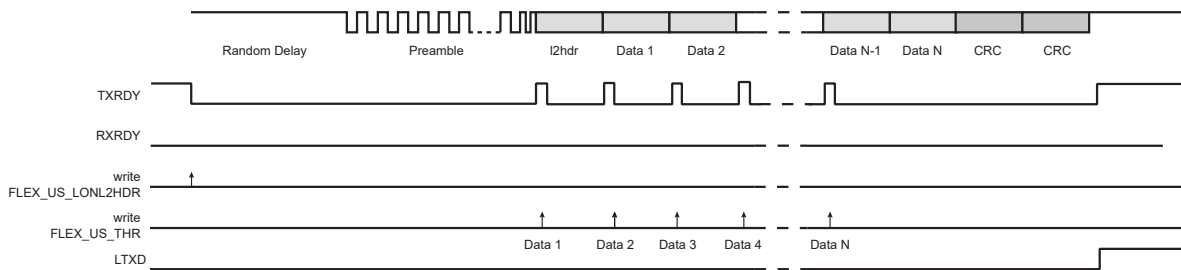 Random Delay Preamble l2hdr Data 1 Data 2 Data N-1 Data N CRC CRC
TXRDY
RXRDY
write
FLEX_US_LONL2HDR
write
FLEX_US_THR
Data 1 Data 2 Data 3 Data 4 Data N
LTXD